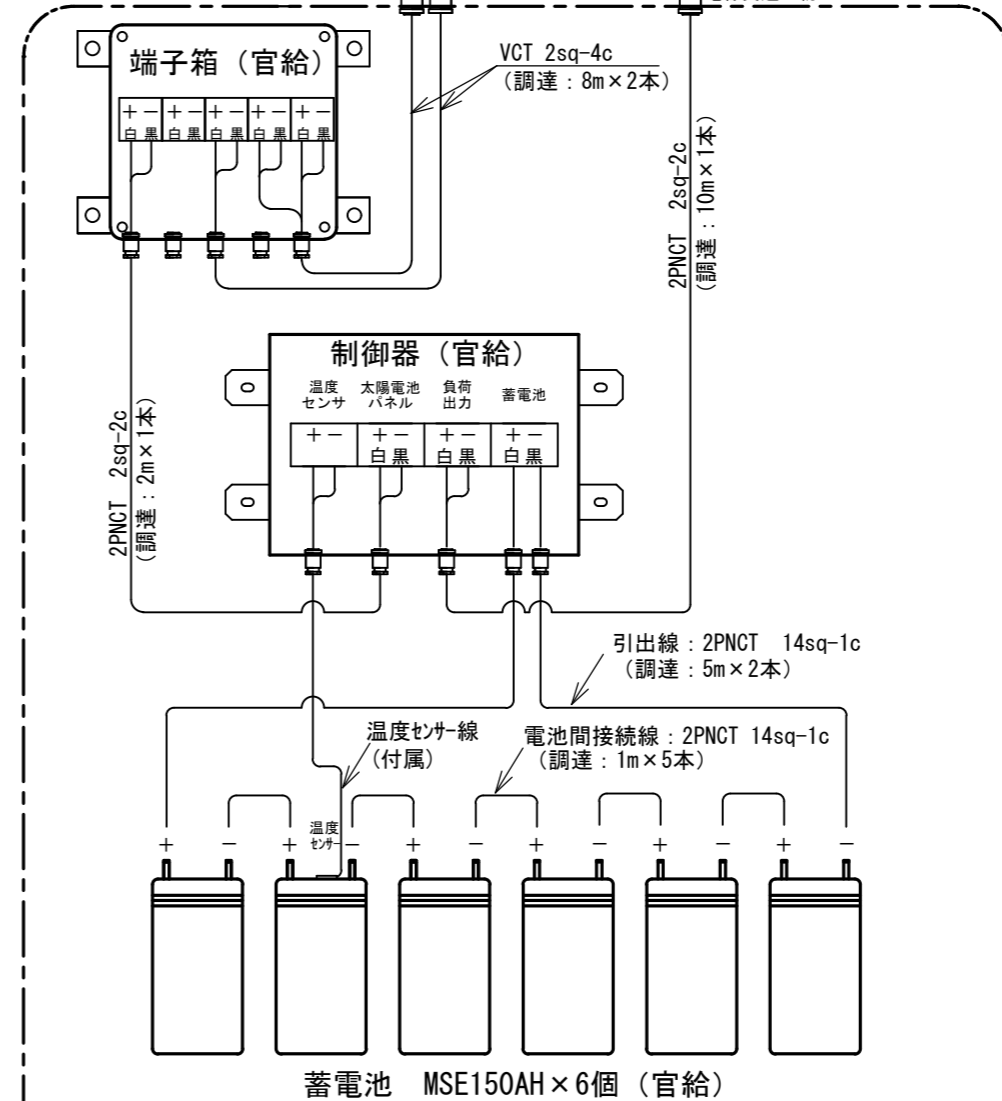 端子箱（官給）
＋－＋－＋－＋－＋－
白 黒 白 黒 白 黒 白 黒 白 黒
VCT 2sq-4c
（調達：8m×2本）
2PNCT 2sq-2c
（調達：10m×1本）
2PNCT 2sq-2c
（調達：2m×1本）
制御器（官給）
温度
センサ
太陽電池
パネル
負荷
出力
蓄電池
＋－ ＋－ ＋－ ＋－
白 黒 白 黒 白 黒
引出線：2PNCT 14sq-1c
（調達：5m×2本）
温度センサー線
（付属）
電池間接続線：2PNCT 14sq-1c
（調達：1m×5本）
温度
センサー
＋ － ＋ － ＋ － ＋ － ＋ － ＋ －
蓄電池 MSE150AH×6個（官給）